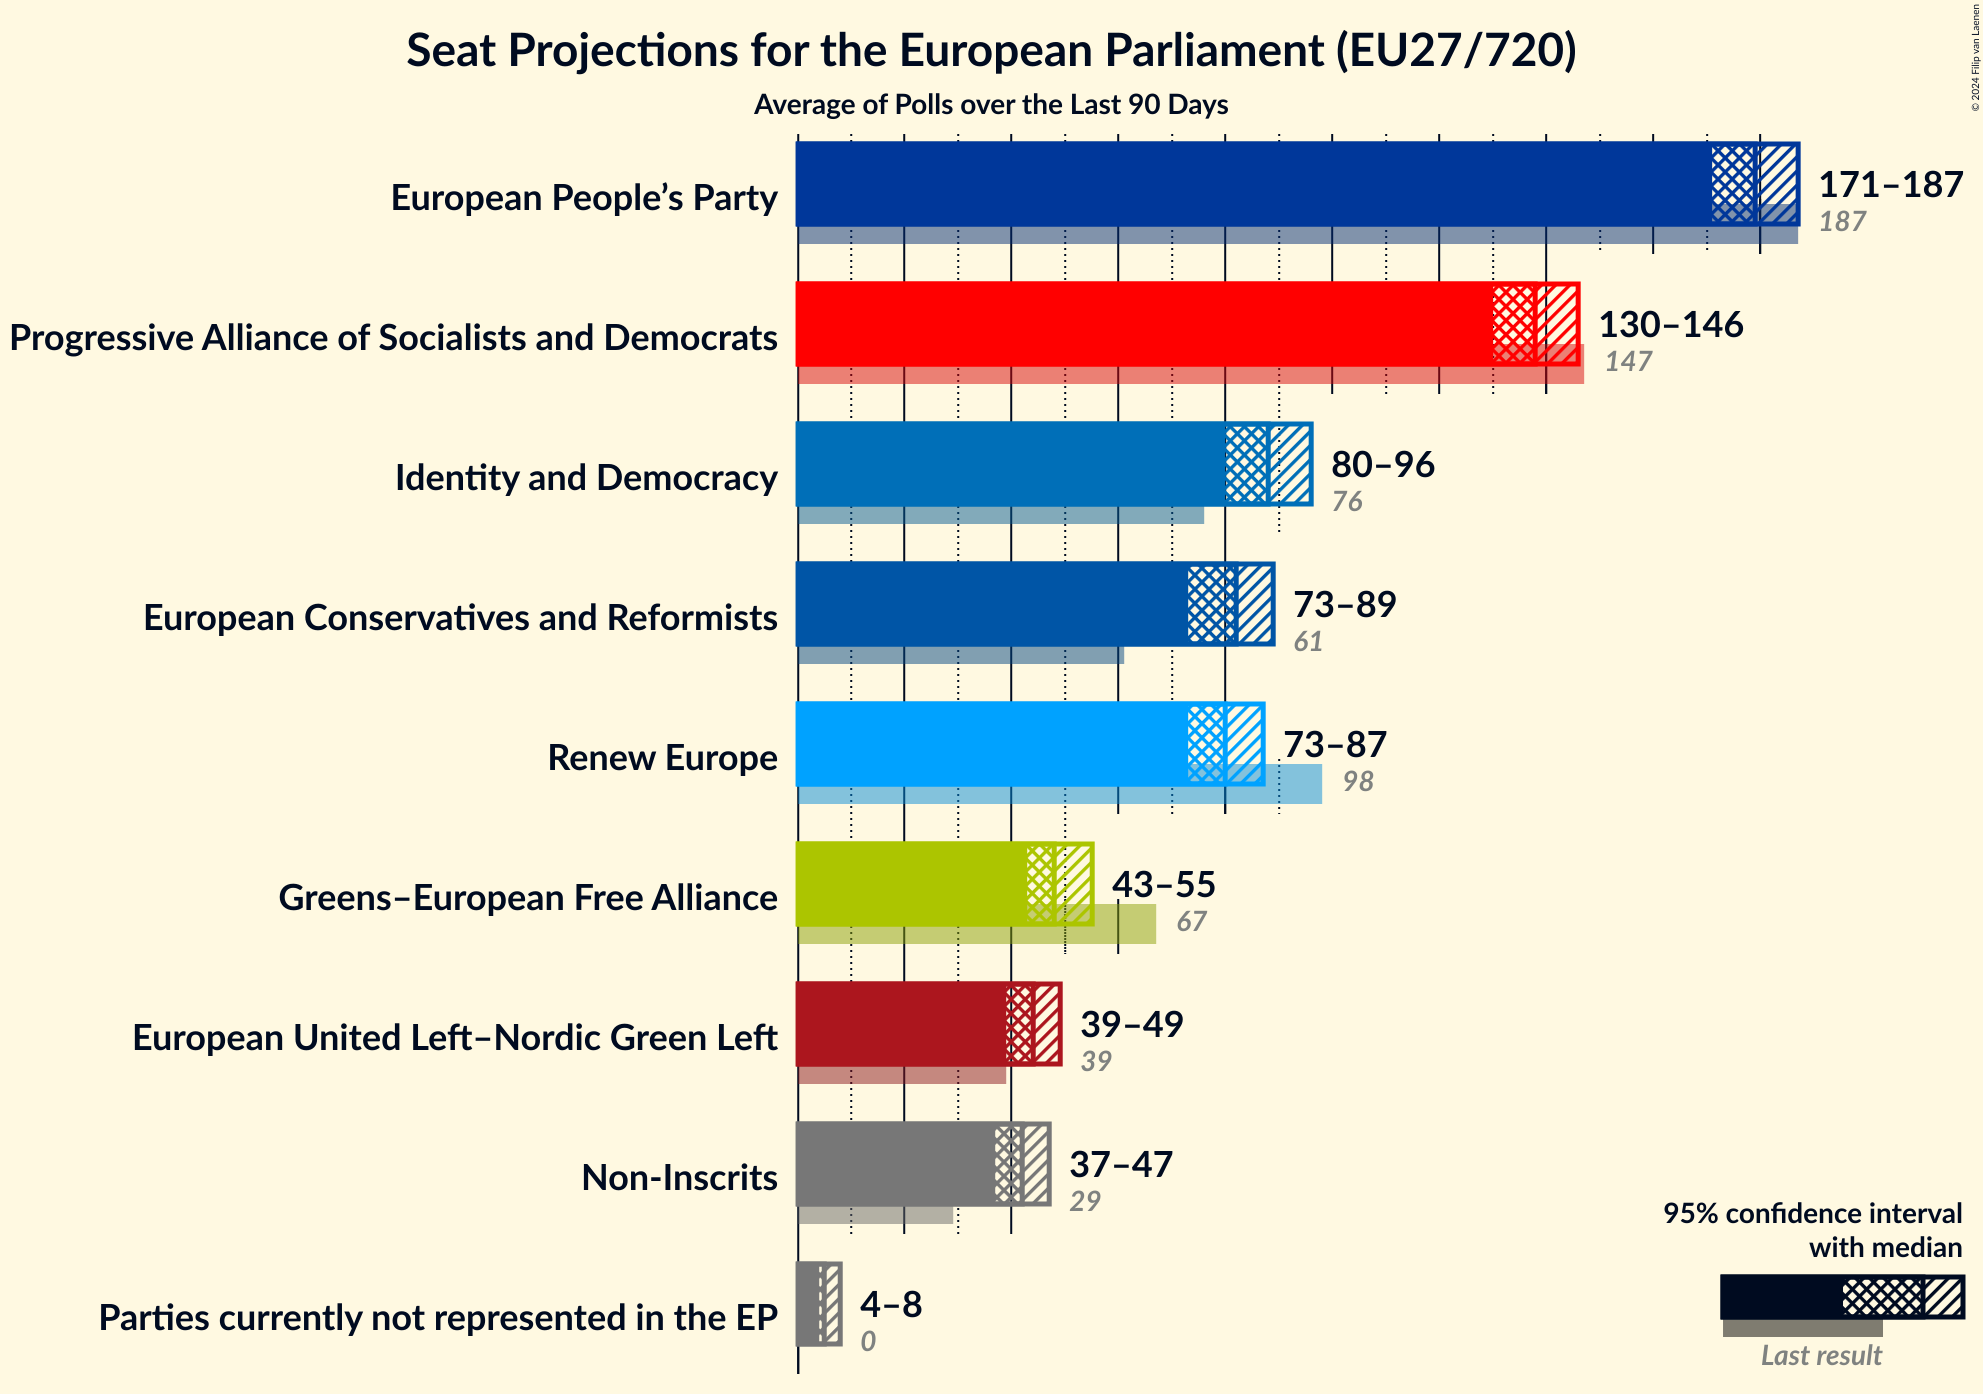 Seat Projections for the European Parliament (EU27/720)
Average of Polls over the Last 90 Days
© 2024 Filip van Laenen
European People’s Party
171–187
187
Progressive Alliance of Socialists and Democrats
130–146
147
Identity and Democracy
80–96
76
European Conservatives and Reformists
73–89
61
Renew Europe
73–87
98
Greens–European Free Alliance
43–55
67
European United Left–Nordic Green Left
39–49
39
Non-Inscrits
37–47
29
Parties currently not represented in the EP
4–8
0
95% confidence interval
with median
Last result